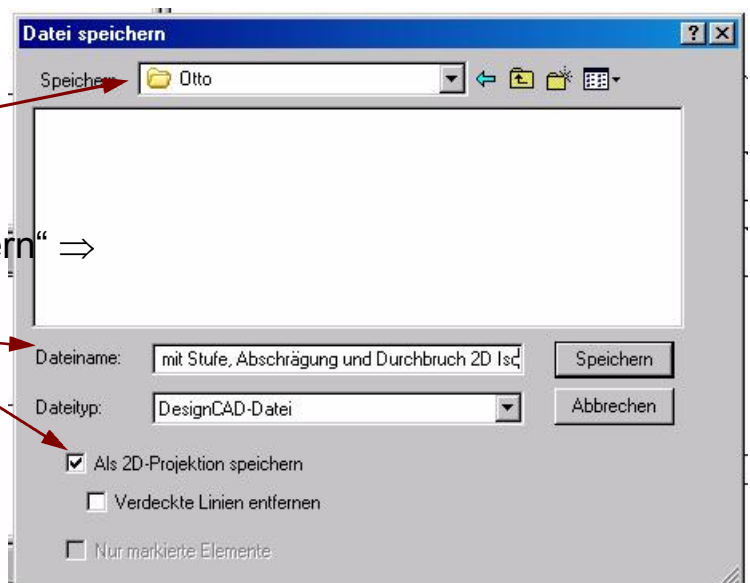 Datei speichern
Speichern Otto
ern“ ⇒
Dateiname: mit Stufe, Abschrägung und Durchbruch 2D Iso Speichern
Dateityp: DesignCAD-Datei Abbrechen
Als 2D-Projektion speichern
Verdeckte Linien entfernen
Nur markierte Elemente